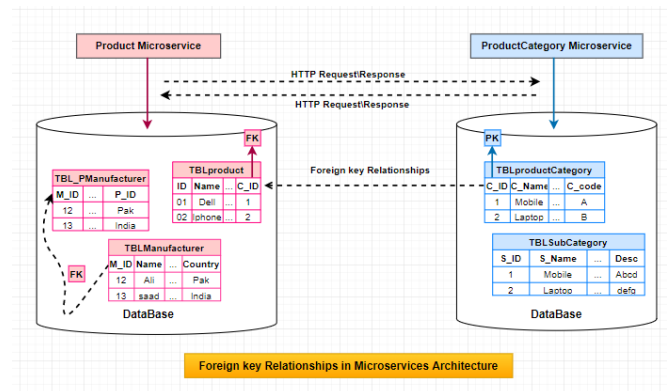 Product Microservice
ProductCategory Microservice
HTTP Request\Response
HTTP Request\Response
FK
PK
TBLproduct
ID Name ... C_ID
01 Dell ... 1
02 Iphone ... 2
TBL_PManufacturer
M_ID ... P_ID
12 ... Pak
13 ... India
Foreign key Relationships
TBLproductCategory
C_ID C_Name ... C_code
1 Mobile ... A
2 Laptop ... B
TBLManufacturer
M_ID Name ... Country
12 Ali ... Pak
13 saad ... India
FK
TBLSubCategory
S_ID S_Name ... Desc
1 Mobile ... Abcd
2 Laptop ... defg
DataBase
DataBase
Foreign key Relationships in Microservices Architecture